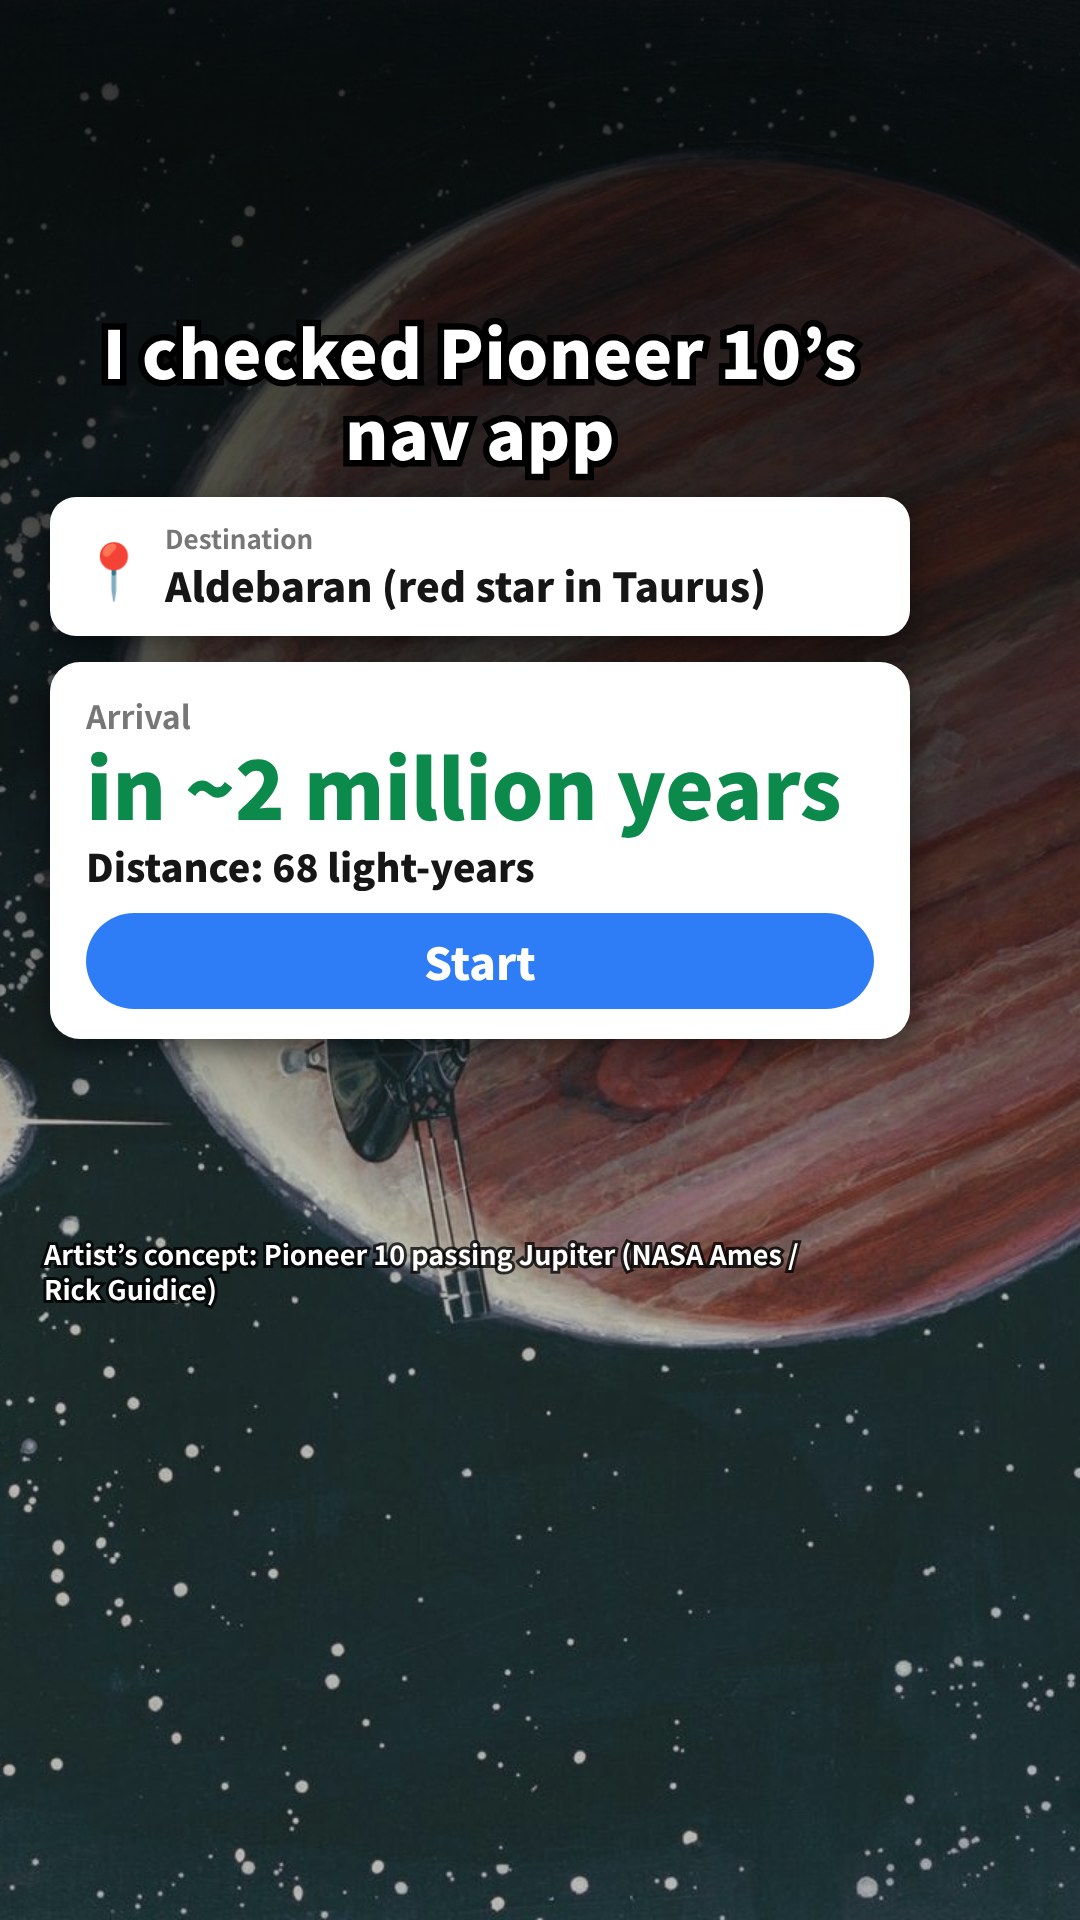 I checked Pioneer 10’s
nav app
Destination
Aldebaran (red star in Taurus)
Arrival
in ~2 million years
Distance: 68 light-years
Start
Artist’s concept: Pioneer 10 passing Jupiter (NASA Ames /
Rick Guidice)